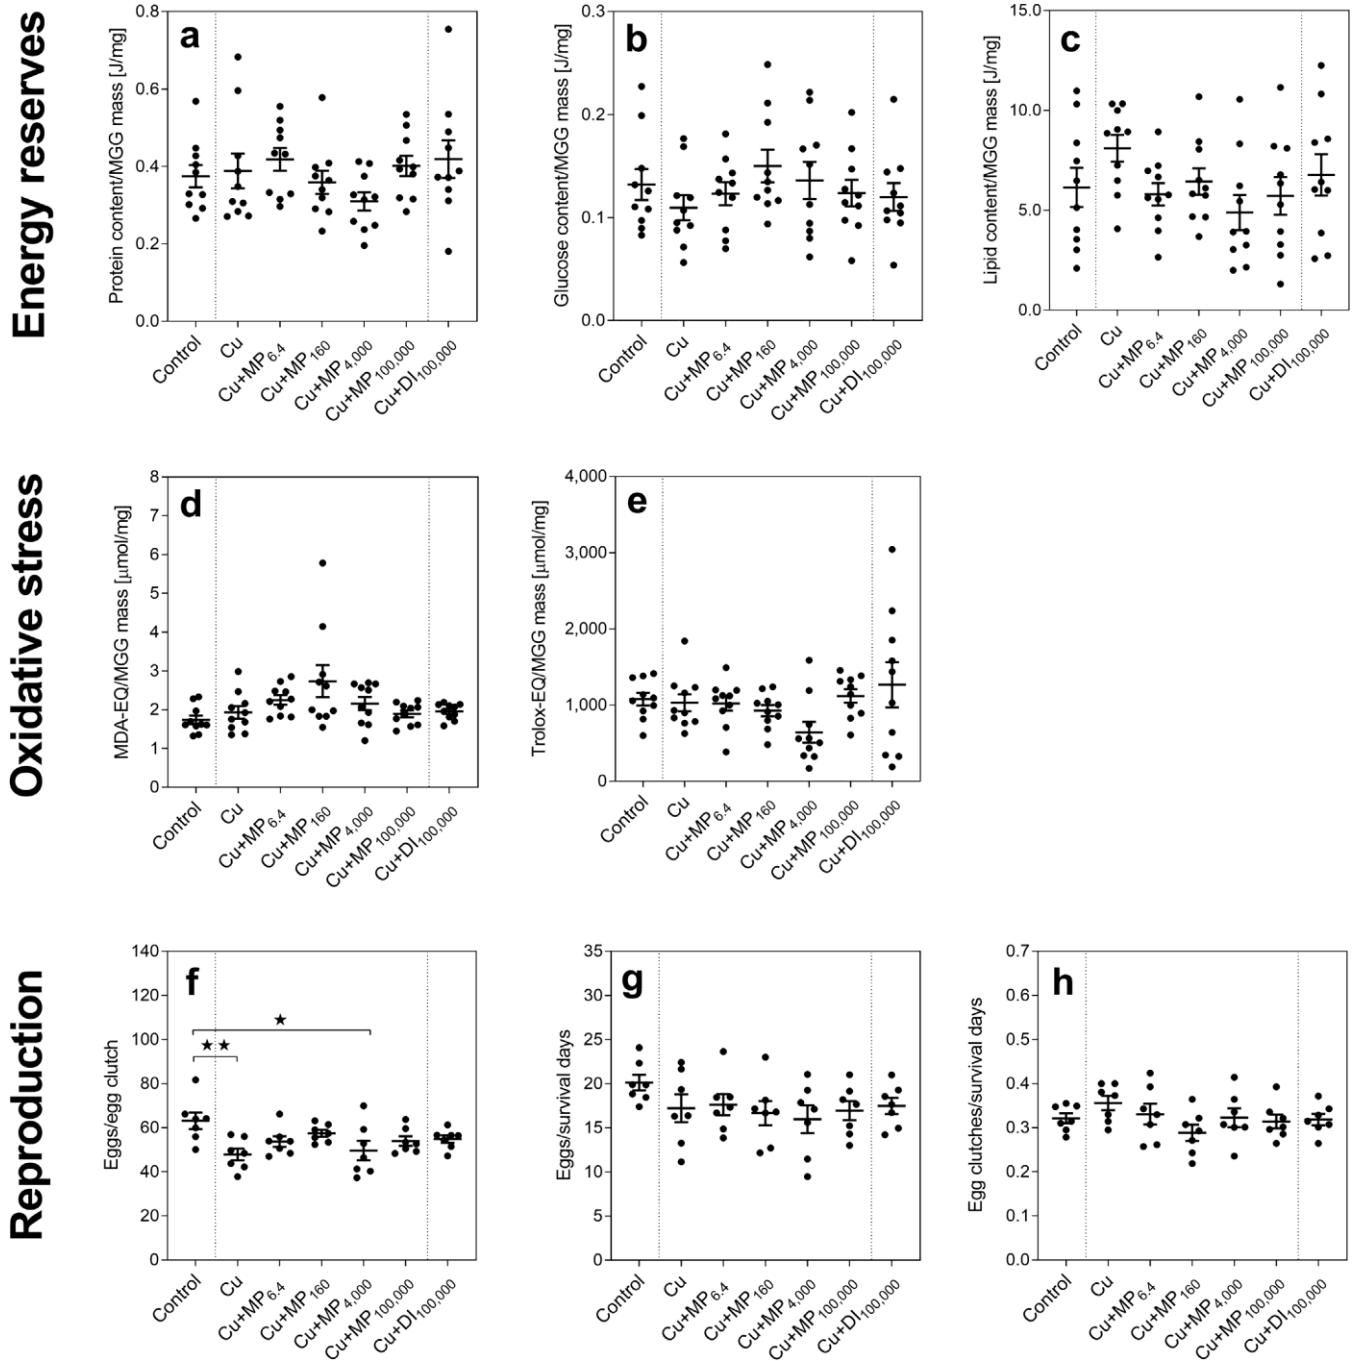 Energy reserves
a
Protein content/MGG mass [J/mg]
0.8
0.6
0.4
0.2
0.0
Control
Cu
Cu+MP6.4
Cu+MP160
Cu+MP4,000
Cu+MP100,000
Cu+DI100,000
b
Glucose content/MGG mass [J/mg]
0.3
0.2
0.1
0.0
Control
Cu
Cu+MP6.4
Cu+MP160
Cu+MP4,000
Cu+MP100,000
Cu+DI100,000
c
Lipid content/MGG mass [J/mg]
15.0
10.0
5.0
0.0
Control
Cu
Cu+MP6.4
Cu+MP160
Cu+MP4,000
Cu+MP100,000
Cu+DI100,000
Oxidative stress
d
MDA-EQ/MGG mass [μmol/mg]
8
7
6
5
4
3
2
1
0
Control
Cu
Cu+MP6.4
Cu+MP160
Cu+MP4,000
Cu+MP100,000
Cu+DI100,000
e
Trolox-EQ/MGG mass [μmol/mg]
4,000
3,000
2,000
1,000
0
Control
Cu
Cu+MP6.4
Cu+MP160
Cu+MP4,000
Cu+MP100,000
Cu+DI100,000
Reproduction
f
Eggs/egg clutch
140
120
100
80
60
40
20
0
★
★★
Control
Cu
Cu+MP6.4
Cu+MP160
Cu+MP4,000
Cu+MP100,000
Cu+DI100,000
g
Eggs/survival days
35
30
25
20
15
10
5
0
Control
Cu
Cu+MP6.4
Cu+MP160
Cu+MP4,000
Cu+MP100,000
Cu+DI100,000
h
Egg clutches/survival days
0.7
0.6
0.5
0.4
0.3
0.2
0.1
0.0
Control
Cu
Cu+MP6.4
Cu+MP160
Cu+MP4,000
Cu+MP100,000
Cu+DI100,000